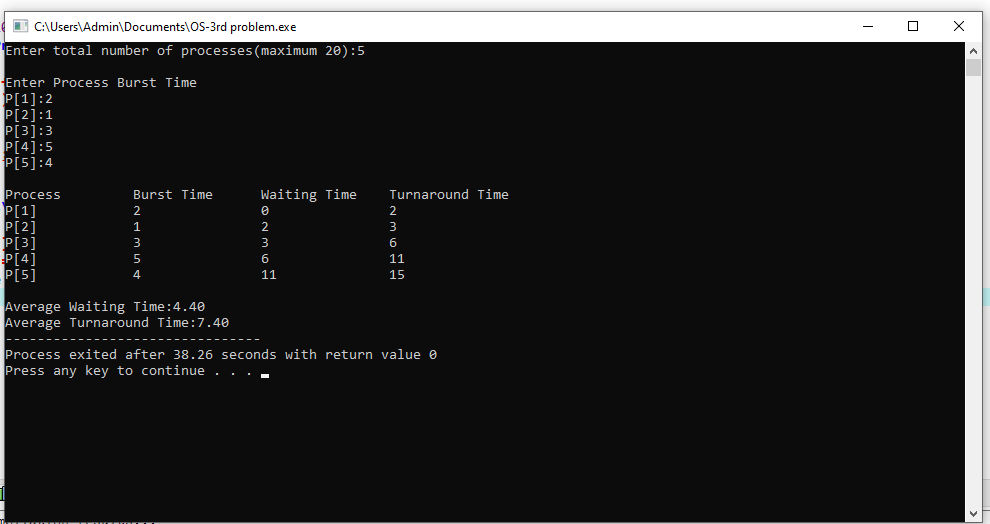 C:\Users\Admin\Documents\OS-3rd problem.exe
Enter total number of processes(maximum 20):5
Enter Process Burst Time
P[1]:2
P[2]:1
P[3]:3
P[4]:5
P[5]:4
Process Burst Time Waiting Time Turnaround Time
P[1] 2 0 2
P[2] 1 2 3
P[3] 3 3 6
P[4] 5 6 11
P[5] 4 11 15
Average Waiting Time:4.40
Average Turnaround Time:7.40
--------------------------------
Process exited after 38.26 seconds with return value 0
Press any key to continue . . .